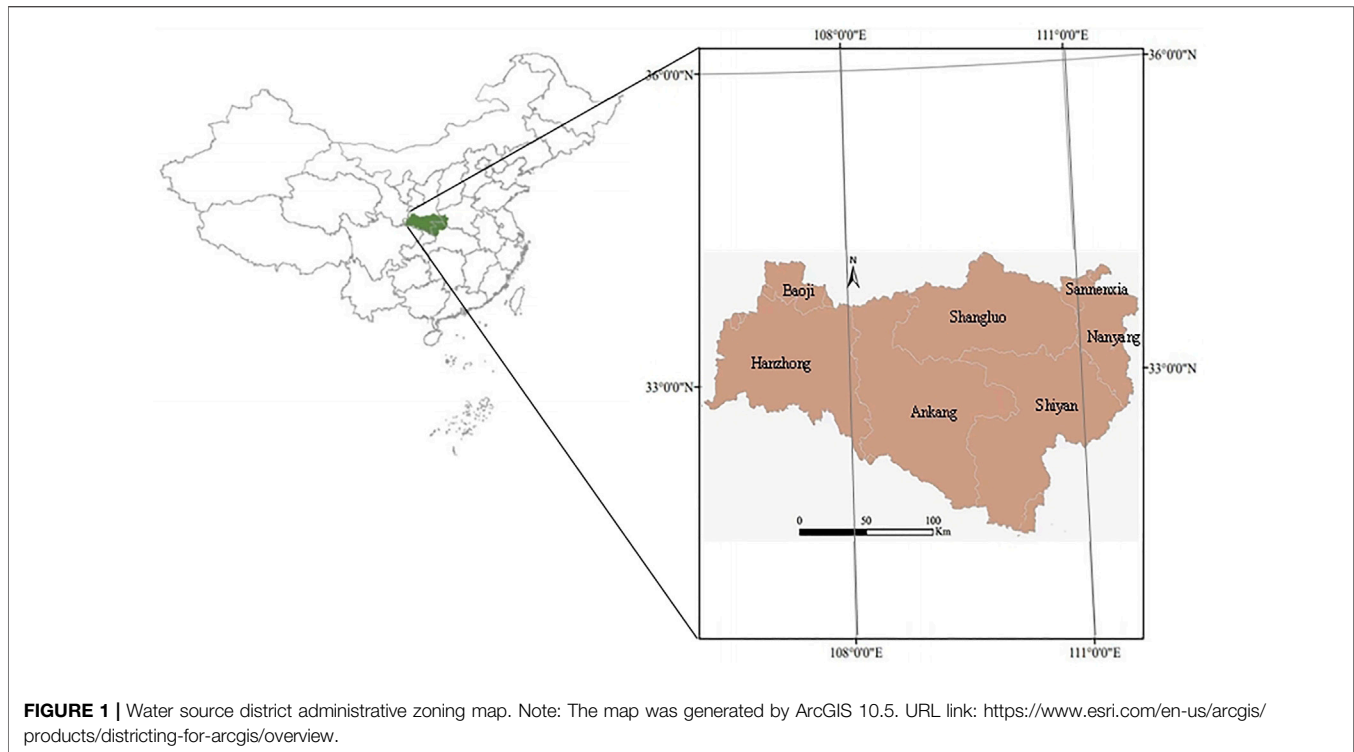 108°0'0"E 111°0'0"E
36°0'0"N 36°0'0"N
N
Baoji Sannenxia
Shangluo
Nanyang
Hanzhong
33°0'0"N 33°0'0"N
Ankang Shiyan
0 50 100
Km
108°0'0"E 111°0'0"E
FIGURE 1 | Water source district administrative zoning map. Note: The map was generated by ArcGIS 10.5. URL link: https://www.esri.com/en-us/arcgis/
products/districting-for-arcgis/overview.